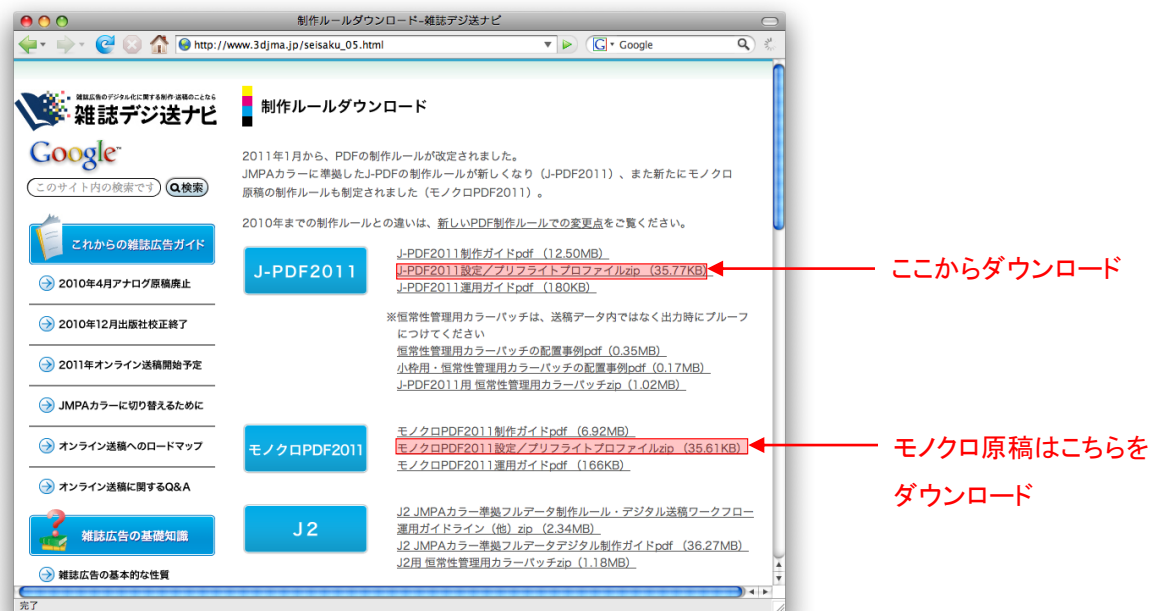 制作ルールダウンロード-雑誌デジ送ナビ
http://www.3djma.jp/seisaku_05.html
G Google
雑誌広告のデジタル化に関する制作・送稿のことなら
雑誌デジ送ナビ
Google™
このサイト内の検索です
検索
これからの雑誌広告ガイド
2010年4月アナログ原稿廃止
2010年12月出版社校正終了
2011年オンライン送稿開始予定
JMPAカラーに切り替えるために
オンライン送稿へのロードマップ
オンライン送稿に関するQ&A
雑誌広告の基礎知識
雑誌広告の基本的な性質
制作ルールダウンロード
2011年1月から、PDFの制作ルールが改定されました。
JMPAカラーに準拠したJ-PDFの制作ルールが新しくなり（J-PDF2011）、また新たにモノクロ
原稿の制作ルールも制定されました（モノクロPDF2011）。
2010年までの制作ルールとの違いは、新しいPDF制作ルールでの変更点をご覧ください。
J-PDF2011
J-PDF2011制作ガイドpdf （12.50MB）
J-PDF2011設定／プリフライトプロファイルzip （35.77KB）
J-PDF2011運用ガイドpdf （180KB）
※恒常性管理用カラーパッチは、送稿データ内ではなく出力時にプルーフ
につけてください
恒常性管理用カラーパッチの配置事例pdf（0.35MB）
小枠用・恒常性管理用カラーパッチの配置事例pdf（0.17MB）
J-PDF2011用 恒常性管理用カラーパッチzip（1.02MB）
モノクロPDF2011
モノクロPDF2011制作ガイドpdf （6.92MB）
モノクロPDF2011設定／プリフライトプロファイルzip （35.61KB）
モノクロPDF2011運用ガイドpdf （166KB）
J2
J2 JMPAカラー準拠フルデータ制作ルール・デジタル送稿ワークフロー
運用ガイドライン（他）zip （2.34MB）
J2 JMPAカラー準拠フルデータデジタル制作ガイドpdf （36.27MB）
J2用 恒常性管理用カラーパッチzip（1.18MB）
完了
ここからダウンロード
モノクロ原稿はこちらを
ダウンロード